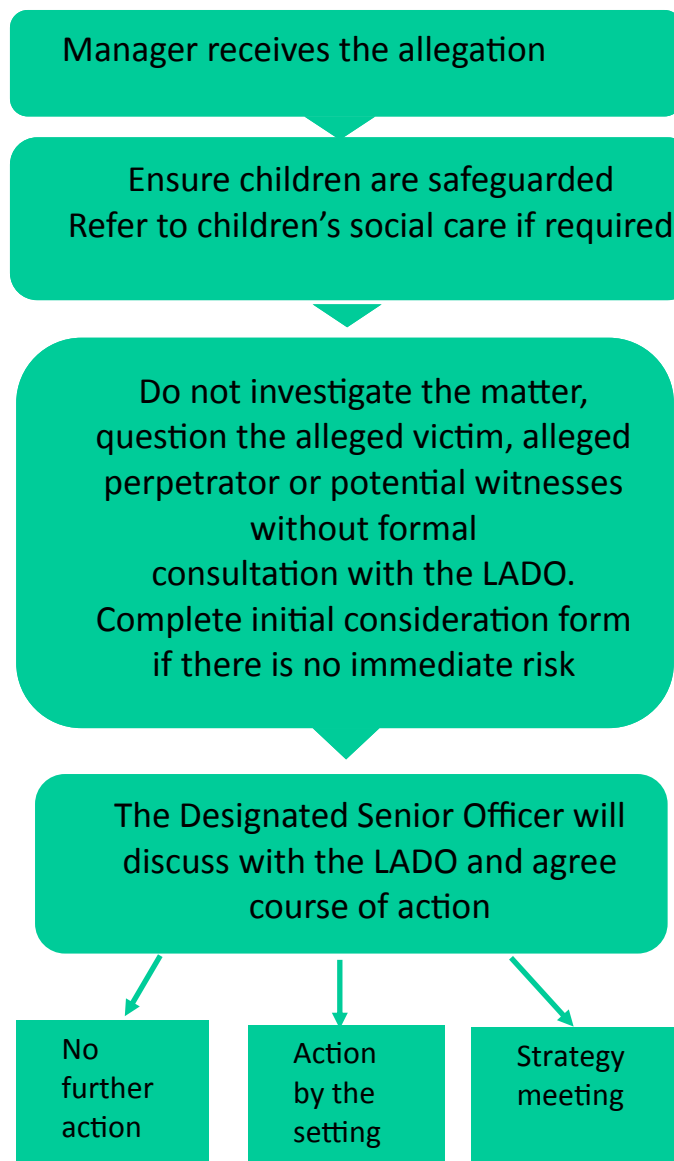 Manager receives the allegation
Ensure children are safeguarded
Refer to children’s social care if required
Do not investigate the matter,
question the alleged victim, alleged
perpetrator or potential witnesses
without formal
consultation with the LADO.
Complete initial consideration form
if there is no immediate risk
The Designated Senior Officer will
discuss with the LADO and agree
course of action
No
further
action
Action
by the
setting
Strategy
meeting